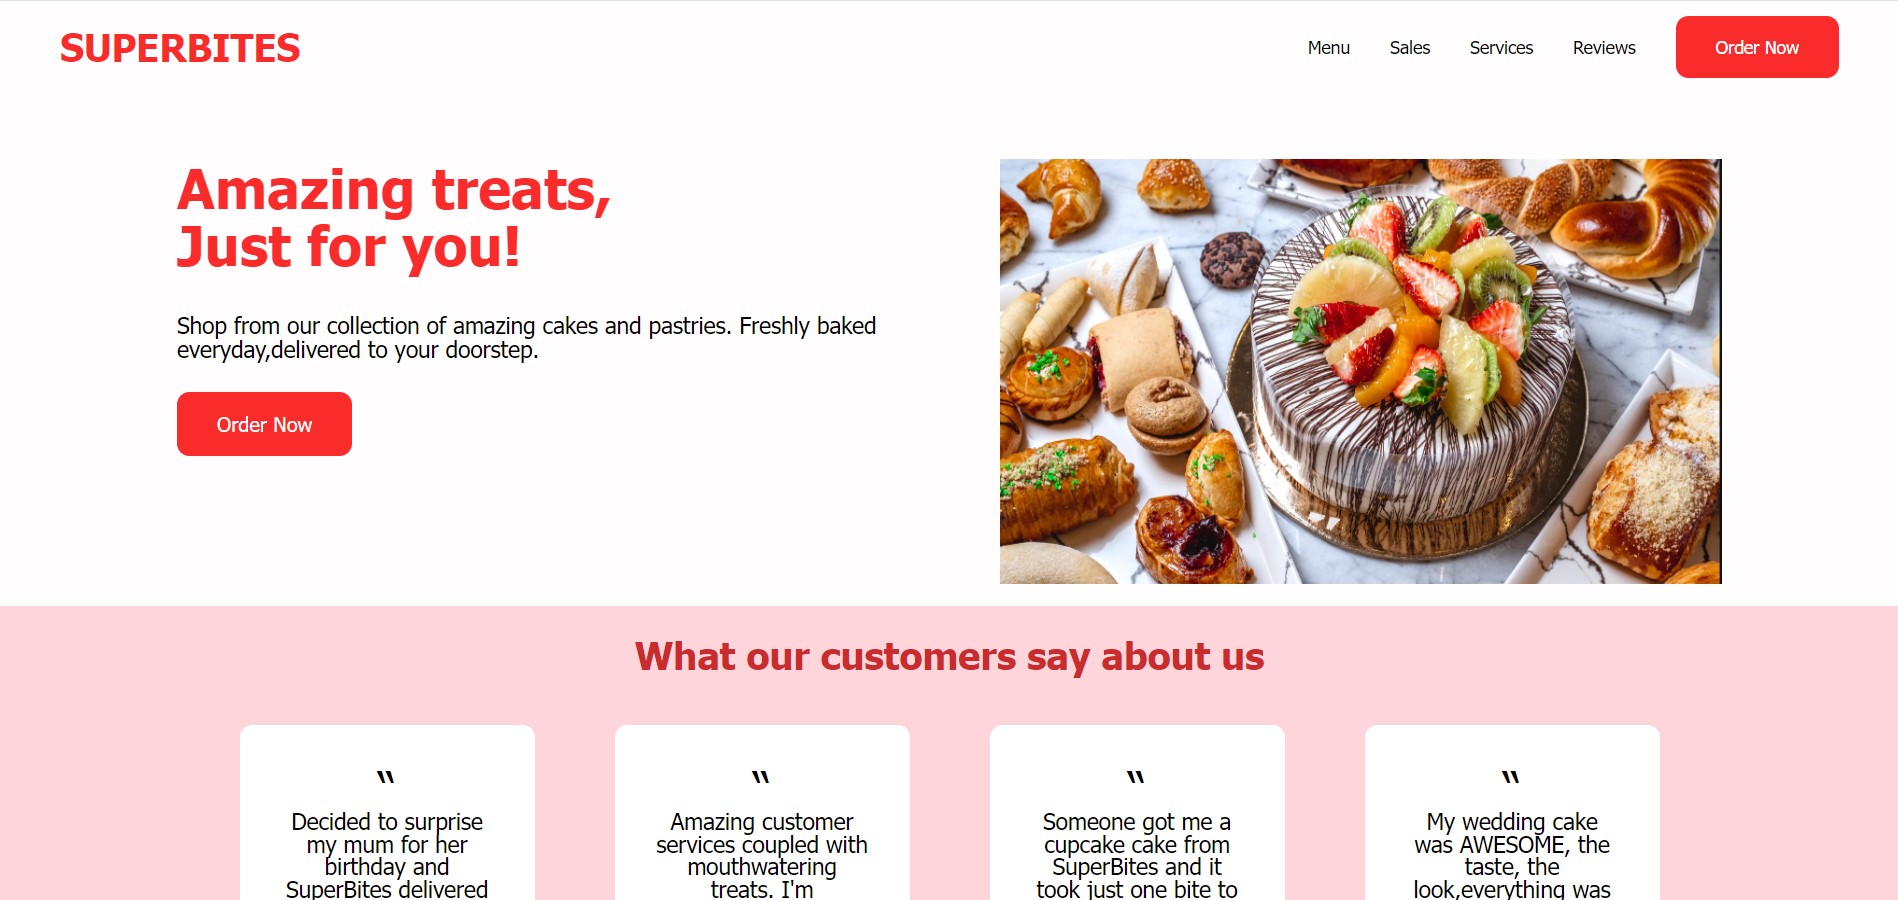 SUPERBITES
Menu Sales Services Reviews Order Now
Amazing treats,
Just for you!
Shop from our collection of amazing cakes and pastries. Freshly baked
everyday,delivered to your doorstep.
Order Now
What our customers say about us
"
Decided to surprise
my mum for her
birthday and
SuperBites delivered
"
Amazing customer
services coupled with
mouthwatering
treats. I'm
"
Someone got me a
cupcake cake from
SuperBites and it
took just one bite to
"
My wedding cake
was AWESOME, the
taste, the
look,everything was